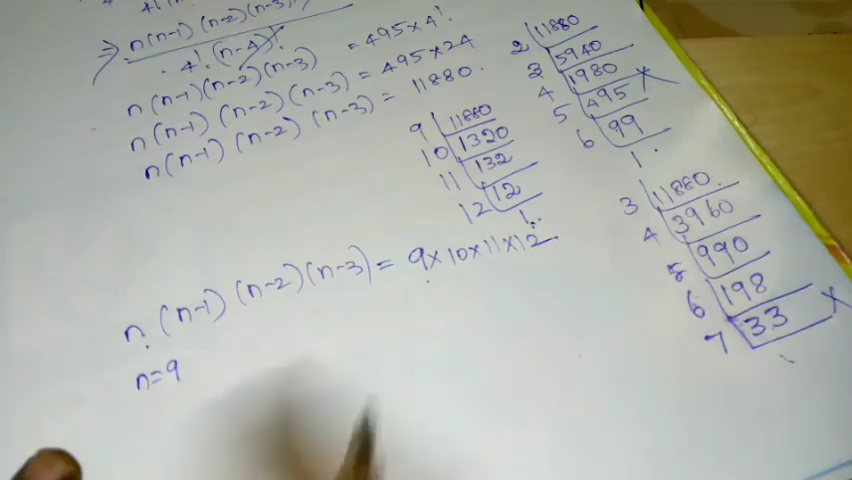 ⇒ n(n-1)(n-2)(n-3)
4! (n-4)!
= 495×4!
n(n-1)(n-2)(n-3) = 495×24
n(n-1)(n-2)(n-3) = 11880.
n(n-1)(n-2)(n-3) =
9 | 11880
10 | 1320
11 | 132
12 | 12
1.
2 | 11880
3 | 5940
4 | 1980
5 | 495 ×
6 | 99
1.
3 | 11880.
4 | 3960
5 | 990
6 | 198
7 | 33 ×
n (n-1) (n-2) (n-3) = 9×10×11×12
n=9